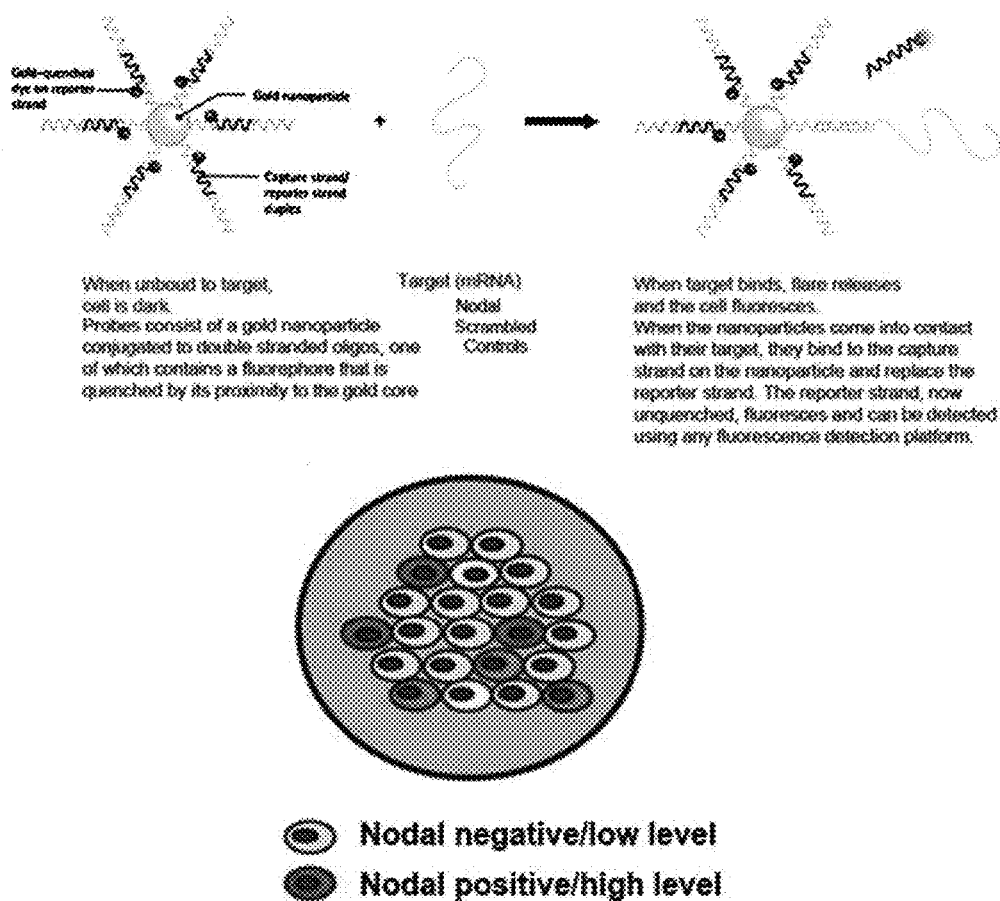 Gold-quenched
dye on reporter
strand
Gold nanoparticle
Capture strand/
reporter strand
duplex
+
When unboud to target,
cell is dark.
Probes consist of a gold nanoparticle
conjugated to double stranded oligos, one
of which contains a fluorephore that is
quenched by its proximity to the gold core
Target (mRNA)
Nodal
Scrambled
Controls
When target binds, flare releases
and the cell fluoresces.
When the nanoparticles come into contact
with their target, they bind to the capture
strand on the nanoparticle and replace the
reporter strand. The reporter strand, now
unquenched, fluoresces and can be detected
using any fluorescence detection platform.
Nodal negative/low level
Nodal positive/high level